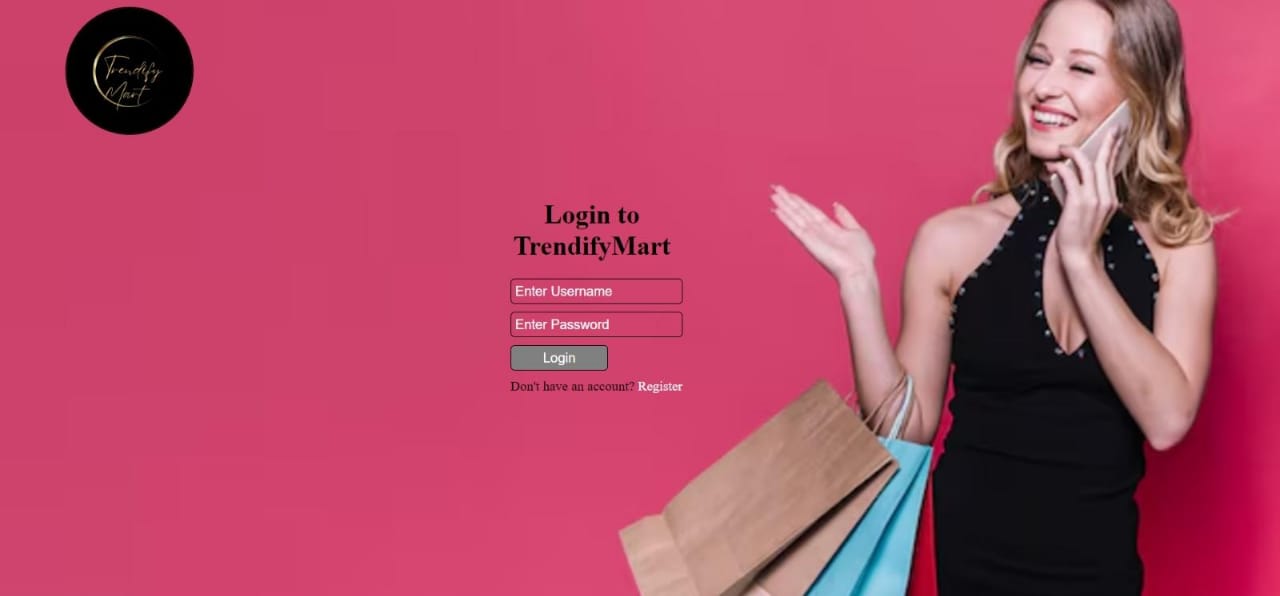 Trendify
Mart
Login to
TrendifyMart
Enter Username
Enter Password
Login
Don't have an account? Register